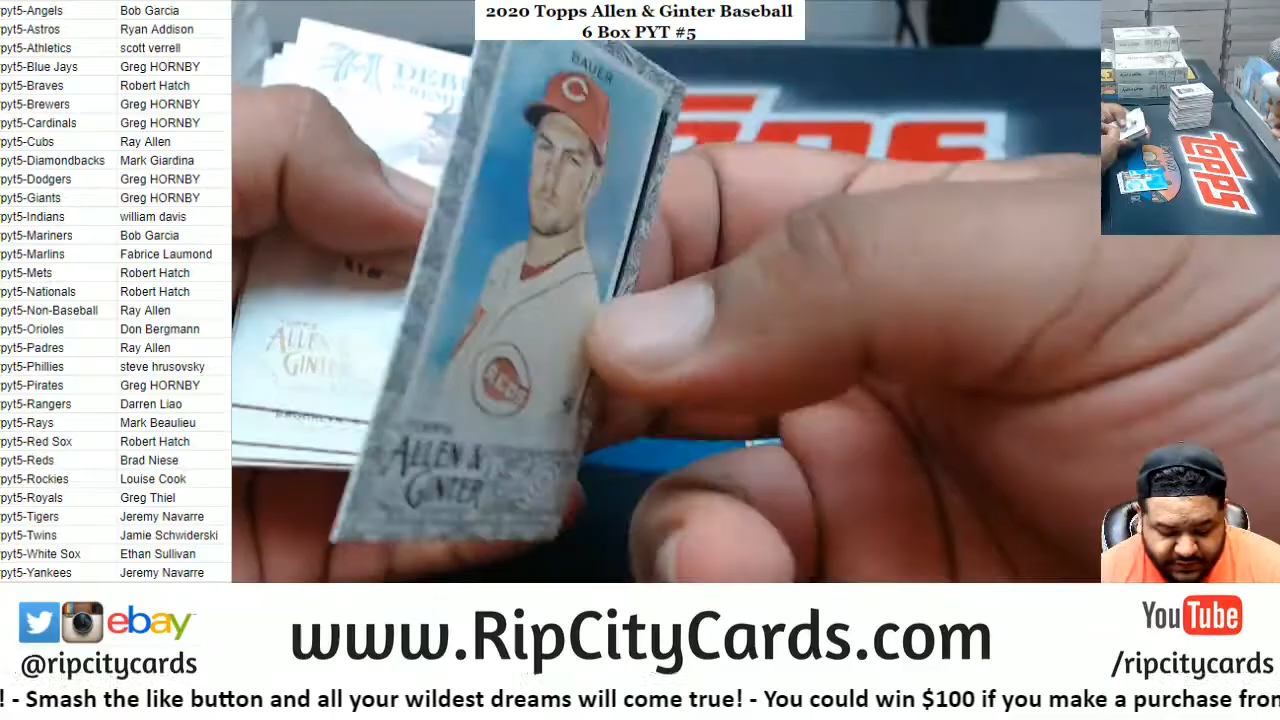 2020 Topps Allen & Ginter Baseball
6 Box PYT #5
pyt5-Angels Bob Garcia
pyt5-Astros Ryan Addison
pyt5-Athletics scott verrell
pyt5-Blue Jays Greg HORNBY
pyt5-Braves Robert Hatch
pyt5-Brewers Greg HORNBY
pyt5-Cardinals Greg HORNBY
pyt5-Cubs Ray Allen
pyt5-Diamondbacks Mark Giardina
pyt5-Dodgers Greg HORNBY
pyt5-Giants Greg HORNBY
pyt5-Indians william davis
pyt5-Mariners Bob Garcia
pyt5-Marlins Fabrice Laumond
pyt5-Mets Robert Hatch
pyt5-Nationals Robert Hatch
pyt5-Non-Baseball Ray Allen
pyt5-Orioles Don Bergmann
pyt5-Padres Ray Allen
pyt5-Phillies steve hrusovsky
pyt5-Pirates Greg HORNBY
pyt5-Rangers Darren Liao
pyt5-Rays Mark Beaulieu
pyt5-Red Sox Robert Hatch
pyt5-Reds Brad Niese
pyt5-Rockies Louise Cook
pyt5-Royals Greg Thiel
pyt5-Tigers Jeremy Navarre
pyt5-Twins Jamie Schwiderski
pyt5-White Sox Ethan Sullivan
pyt5-Yankees Jeremy Navarre
BAUER
C
REDS
TOPPS
ALLEN &
GINTER
TOPPS
ALLEN
GINTER
topps
ebay
@ripcitycards
www.RipCityCards.com
YouTube
/ripcitycards
! - Smash the like button and all your wildest dreams will come true! - You could win $100 if you make a purchase from